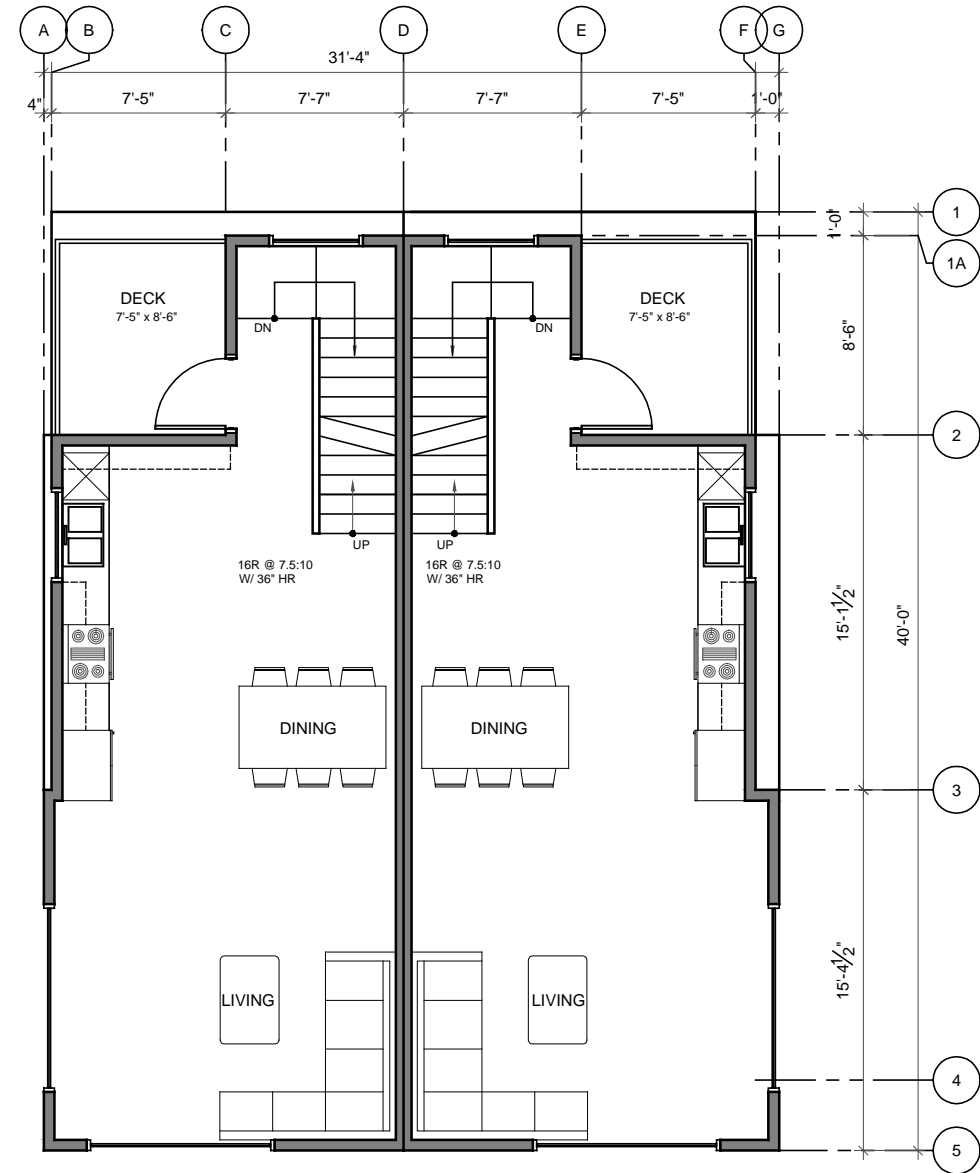 A B C D E F G
31'-4"
4" 7'-5" 7'-7" 7'-7" 7'-5" 1'-0"
1
1'-0"
1A
DECK
7'-5" x 8'-6"
DECK
7'-5" x 8'-6"
DN
DN
8'-6"
2
UP
UP
16R @ 7.5:10
W/ 36" HR
16R @ 7.5:10
W/ 36" HR
15'-1½"
40'-0"
DINING
DINING
3
15'-4½"
LIVING
LIVING
4
5